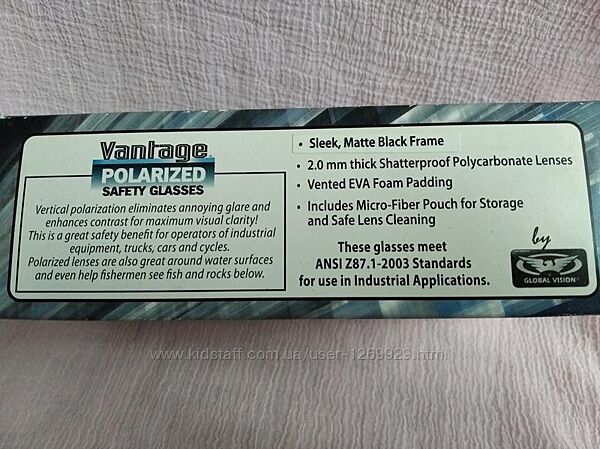 Vantage
POLARIZED
SAFETY GLASSES
Vertical polarization eliminates annoying glare and
enhances contrast for maximum visual clarity!
This is a great safety benefit for operators of industrial
equipment, trucks, cars and cycles.
Polarized lenses are also great around water surfaces
and even help fishermen see fish and rocks below.
• Sleek, Matte Black Frame
• 2.0 mm thick Shatterproof Polycarbonate Lenses
• Vented EVA Foam Padding
• Includes Micro-Fiber Pouch for Storage
and Safe Lens Cleaning
These glasses meet
ANSI Z87.1-2003 Standards
for use in Industrial Applications.
by
GLOBAL VISION®
www.kidstaff.com.ua/user-1269929.html